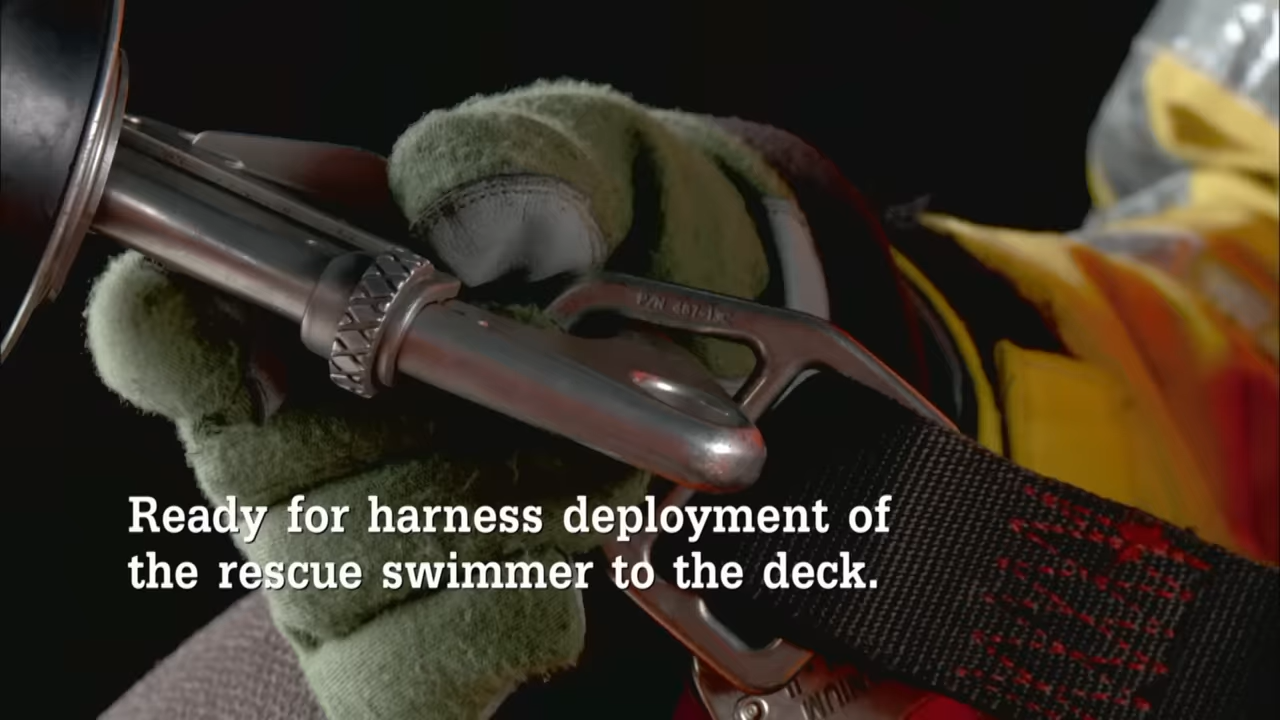 Ready for harness deployment of
the rescue swimmer to the deck.